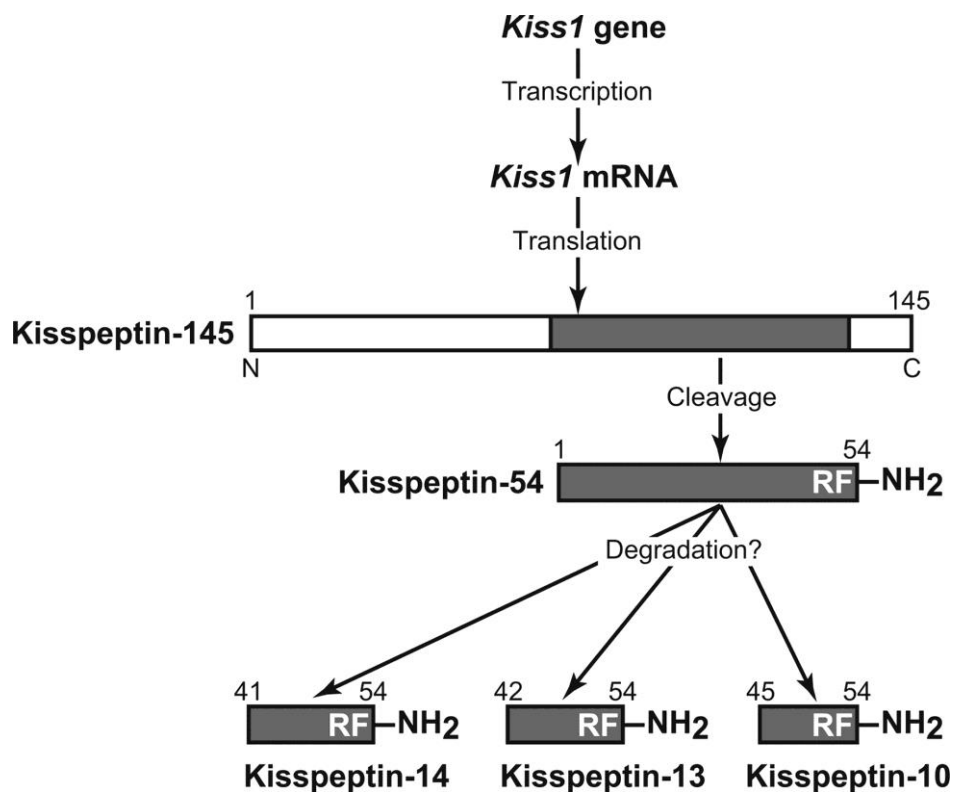 Kiss1 gene
Transcription
Kiss1 mRNA
Translation
1 145
Kisspeptin-145
N C
Cleavage
1 54
Kisspeptin-54 RF-NH2
Degradation?
41 54 42 54 45 54
RF-NH2 RF-NH2 RF-NH2
Kisspeptin-14 Kisspeptin-13 Kisspeptin-10